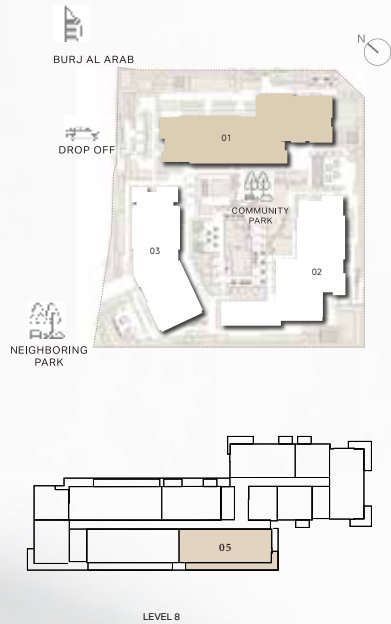 N
BURJ AL ARAB
DROP OFF
01
COMMUNITY
PARK
03
02
NEIGHBORING
PARK
05
LEVEL 8